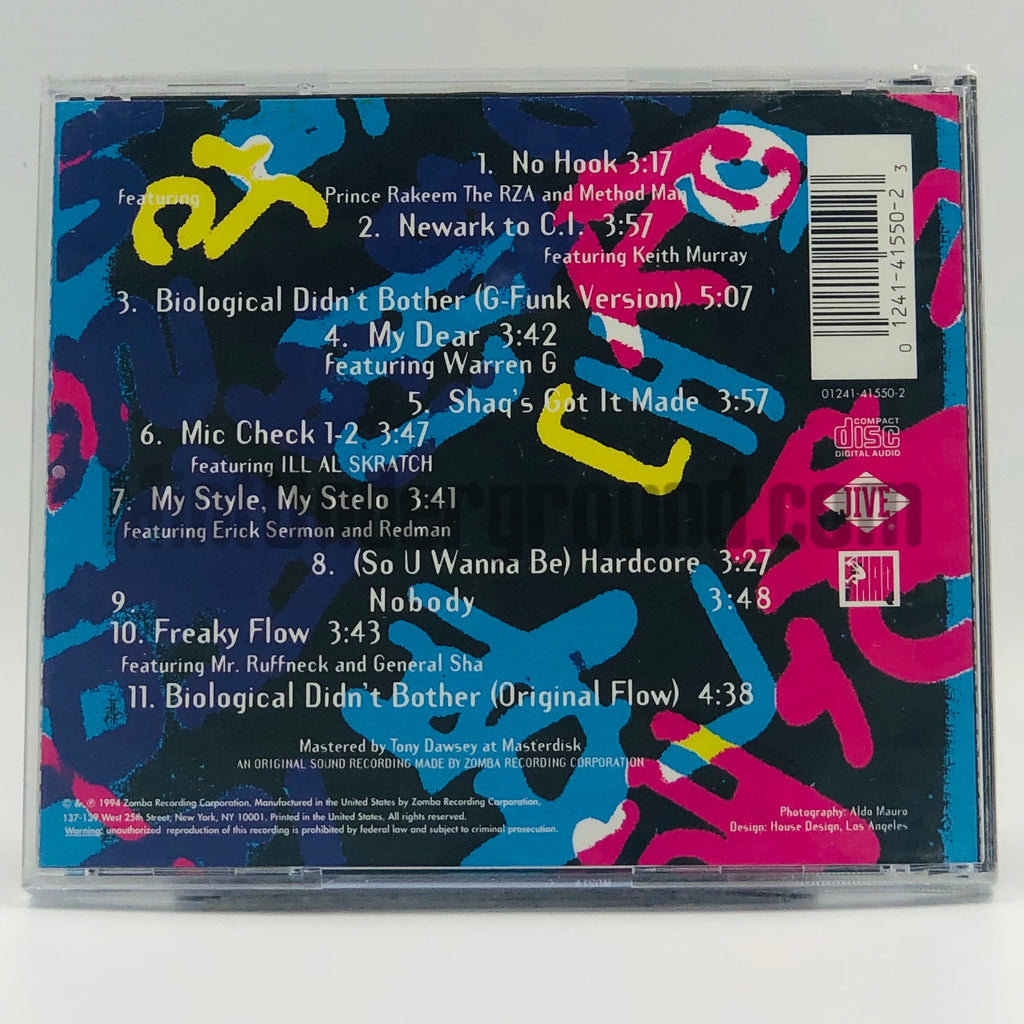 1. No Hook 3:17
featuring Prince Rakeem The RZA and Method Man
2. Newark to C.I. 3:57
featuring Keith Murray
3. Biological Didn't Bother (G-Funk Version) 5:07
4. My Dear 3:42
featuring Warren G
5. Shaq's Got It Made 3:57
6. Mic Check 1-2 3:47
featuring ILL AL SKRATCH
7. My Style, My Stelo 3:41
featuring Erick Sermon and Redman
8. (So U Wanna Be) Hardcore 3:27
9. Nobody 3:48
10. Freaky Flow 3:43
featuring Mr. Ruffneck and General Sha
11. Biological Didn't Bother (Original Flow) 4:38
Mastered by Tony Dawsey at Masterdisk
AN ORIGINAL SOUND RECORDING MADE BY ZOMBA RECORDING CORPORATION
© & ℗ 1994 Zomba Recording Corporation, Manufactured in the United States by Zomba Recording Corporation,
137-139 West 25th Street, New York, NY 10001. Printed in the United States. All rights reserved.
Warning: unauthorized reproduction of this recording is prohibited by federal law and subject to criminal prosecution.
0 1241-41550-2 3
01241-41550-2
COMPACT
disc
DIGITAL AUDIO
JIVE
SHAQ
Photography: Aldo Mauro
Design: House Design, Los Angeles